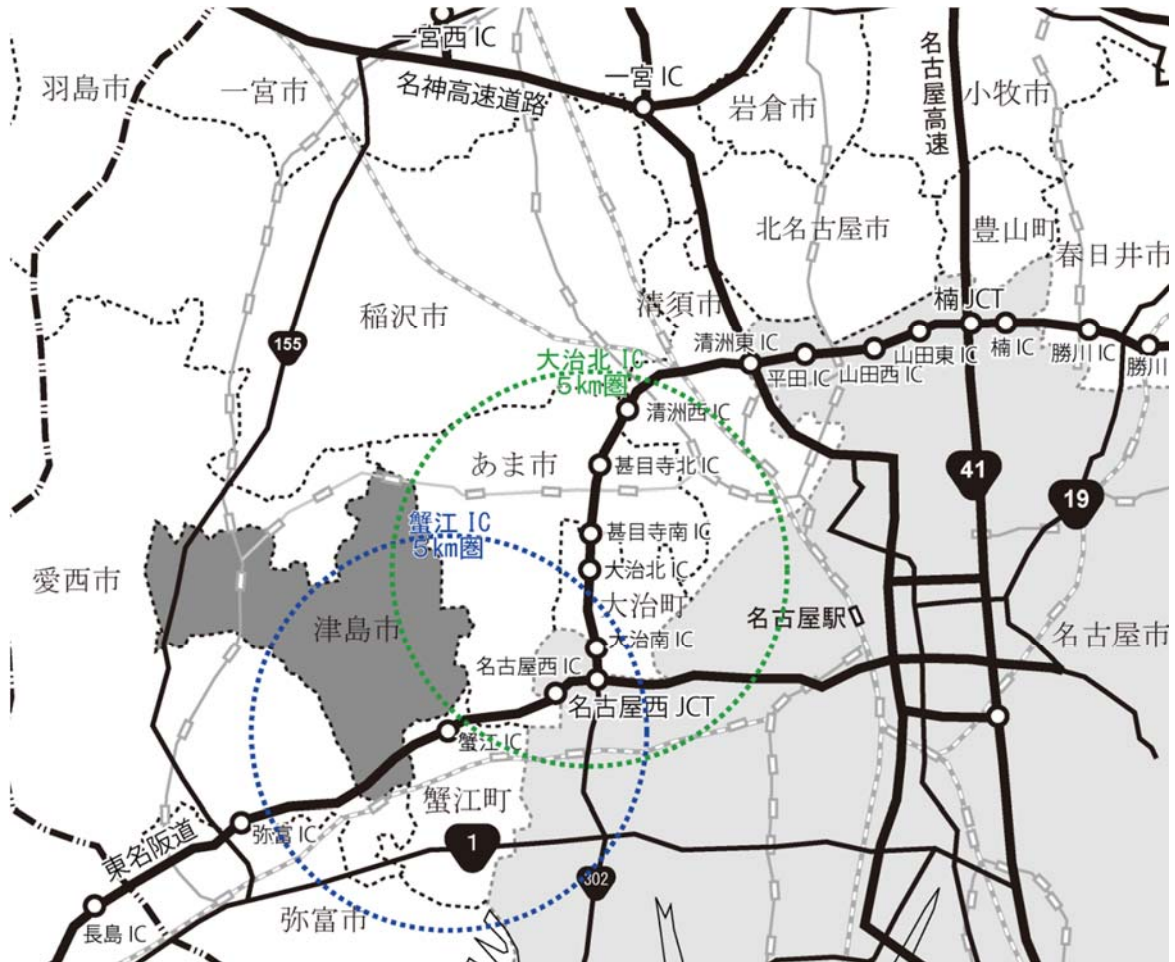 一宮西 IC
名神高速道路
一宮 IC
羽島市
一宮市
岩倉市
名古屋高速
小牧市
北名古屋市
豊山町
春日井市
稲沢市
清須市
楠 JCT
155
清洲東 IC
平田 IC
山田西 IC
山田東 IC
楠 IC
勝川 IC
勝川
大治北 IC
5km圏
清洲西 IC
あま市
甚目寺北 IC
41
19
蟹江 IC
5km圏
甚目寺南 IC
愛西市
大治北 IC
大治町
津島市
名古屋駅
名古屋市
大治南 IC
名古屋西 IC
名古屋西 JCT
蟹江 IC
蟹江町
弥富 IC
東名阪道
1
302
弥富市
長島 IC